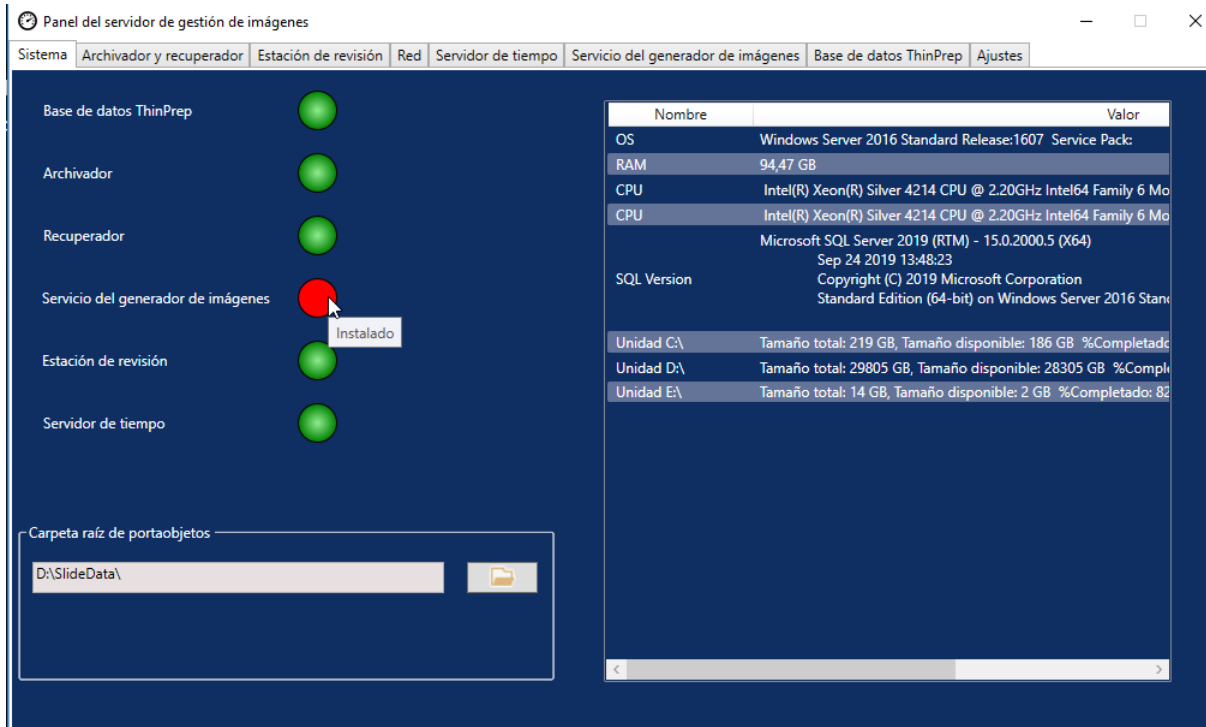 Panel del servidor de gestión de imágenes
Sistema Archivador y recuperador Estación de revisión Red Servidor de tiempo Servicio del generador de imágenes Base de datos ThinPrep Ajustes
Base de datos ThinPrep
Archivador
Recuperador
Servicio del generador de imágenes
Instalado
Estación de revisión
Servidor de tiempo
Carpeta raíz de portaobjetos
D:\SlideData\
Nombre Valor
OS Windows Server 2016 Standard Release:1607 Service Pack:
RAM 94,47 GB
CPU Intel(R) Xeon(R) Silver 4214 CPU @ 2.20GHz Intel64 Family 6 Mo
CPU Intel(R) Xeon(R) Silver 4214 CPU @ 2.20GHz Intel64 Family 6 Mo
Microsoft SQL Server 2019 (RTM) - 15.0.2000.5 (X64)
Sep 24 2019 13:48:23
SQL Version Copyright (C) 2019 Microsoft Corporation
Standard Edition (64-bit) on Windows Server 2016 Stan
Unidad C:\ Tamaño total: 219 GB, Tamaño disponible: 186 GB %Completado
Unidad D:\ Tamaño total: 29805 GB, Tamaño disponible: 28305 GB %Comple
Unidad E:\ Tamaño total: 14 GB, Tamaño disponible: 2 GB %Completado: 82